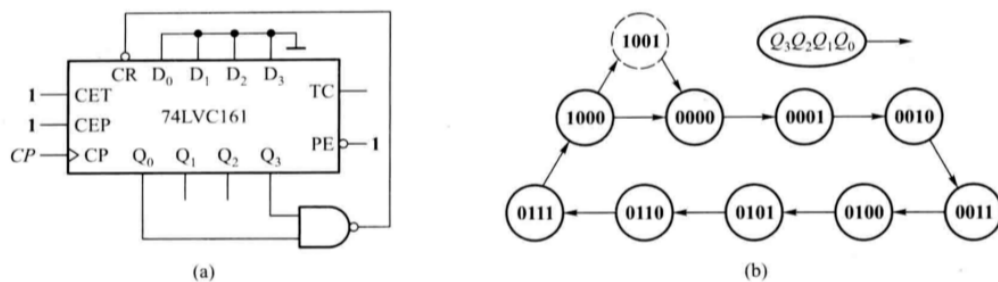 CR D₀ D₁ D₂ D₃
1 CET TC
74LVC161
1 CEP
PE 1
CP CP Q₀ Q₁ Q₂ Q₃
(a)
1001
Q₃Q₂Q₁Q₀
1000 0000 0001 0010
0111 0110 0101 0100 0011
(b)